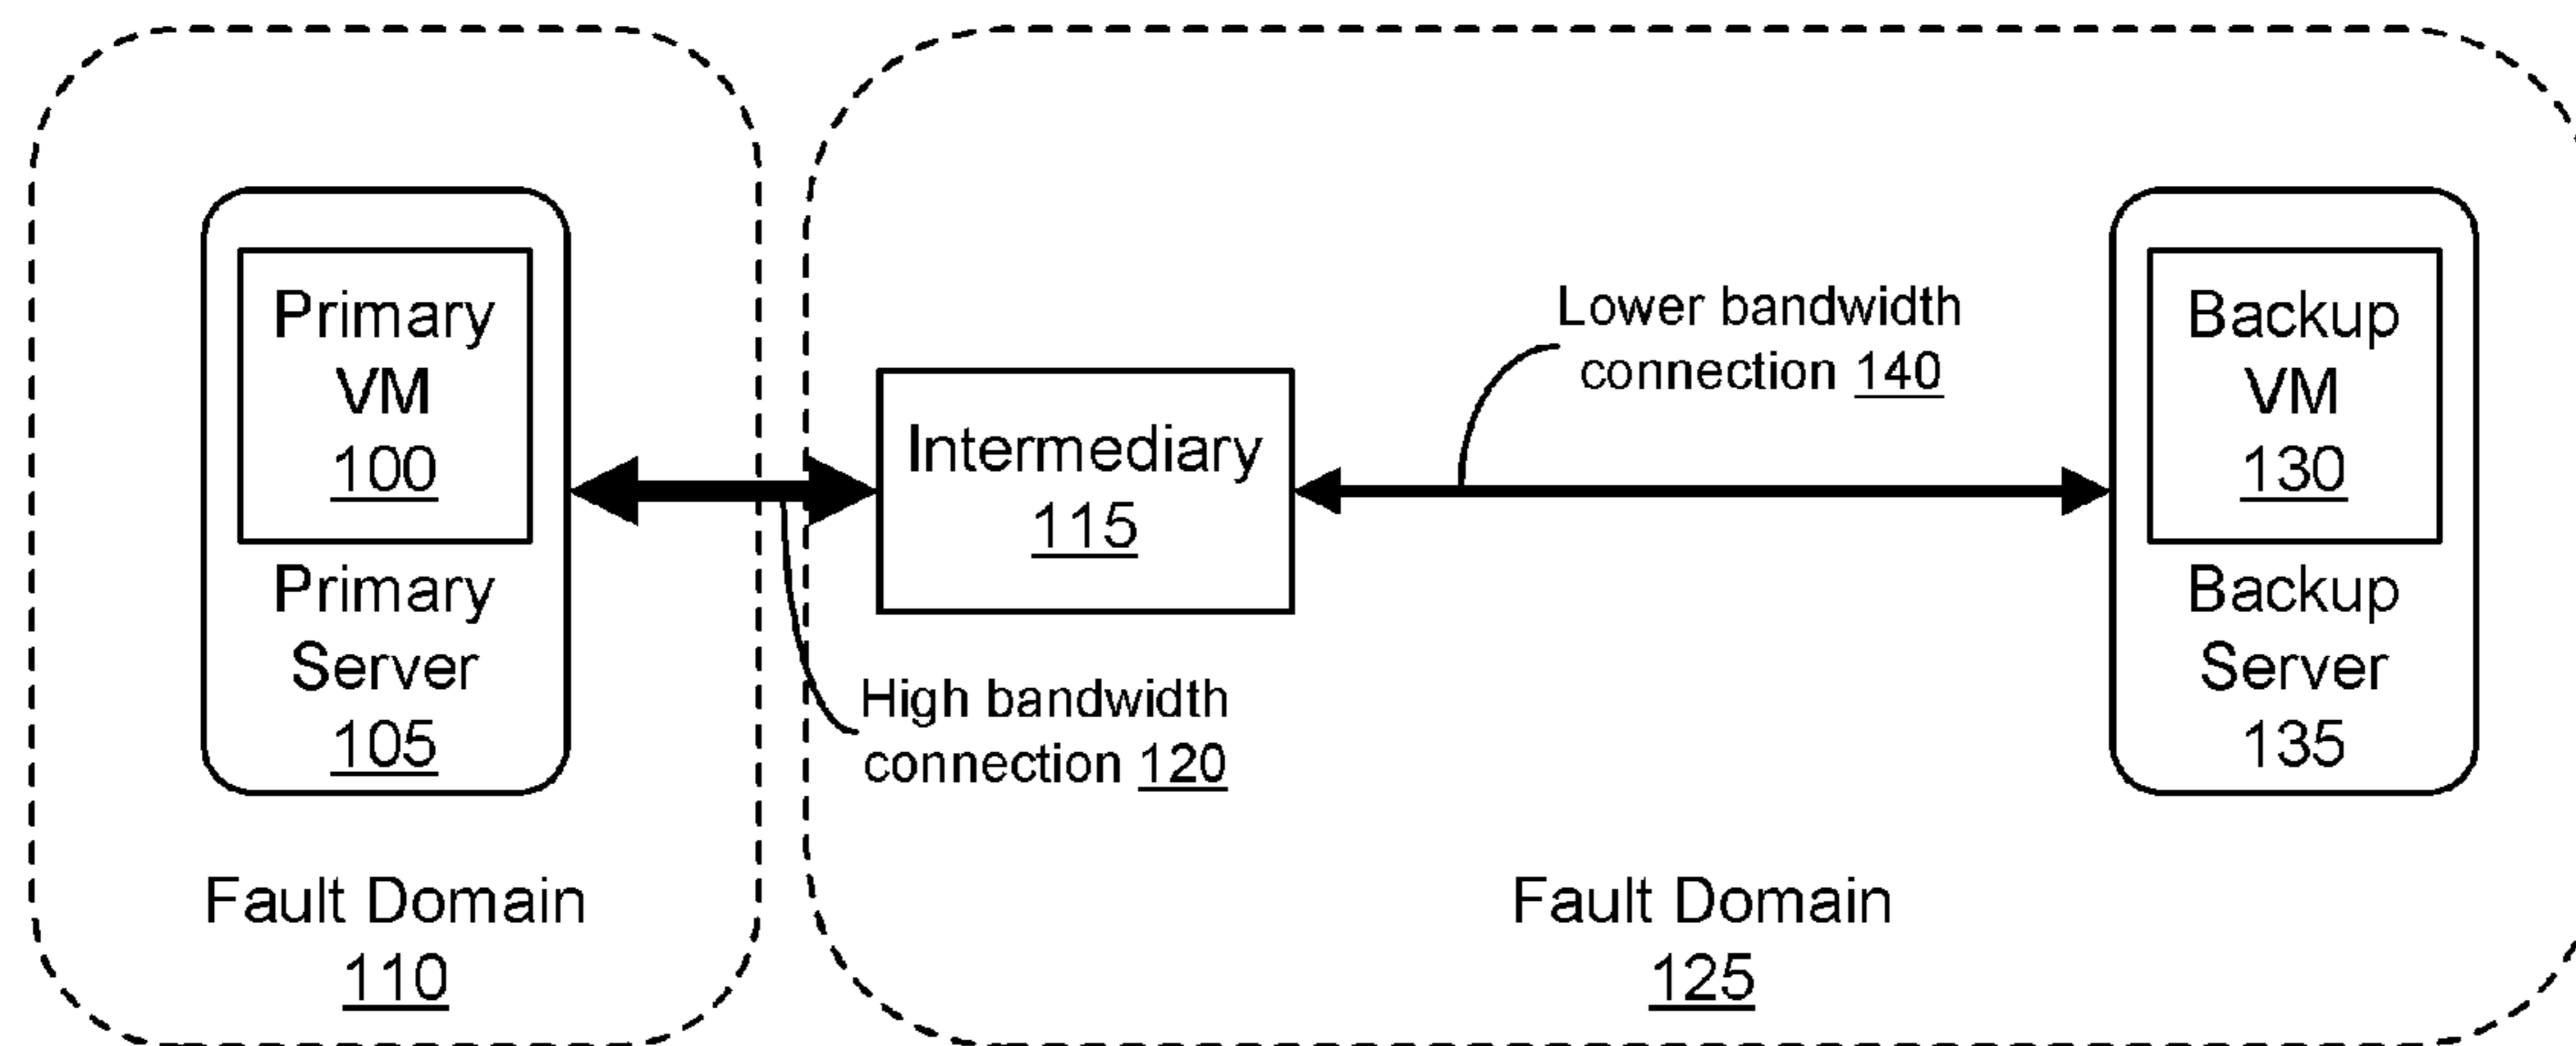 Primary
VM
100
Primary
Server
105
Fault Domain
110
High bandwidth
connection 120
Intermediary
115
Lower bandwidth
connection 140
Backup
VM
130
Backup
Server
135
Fault Domain
125